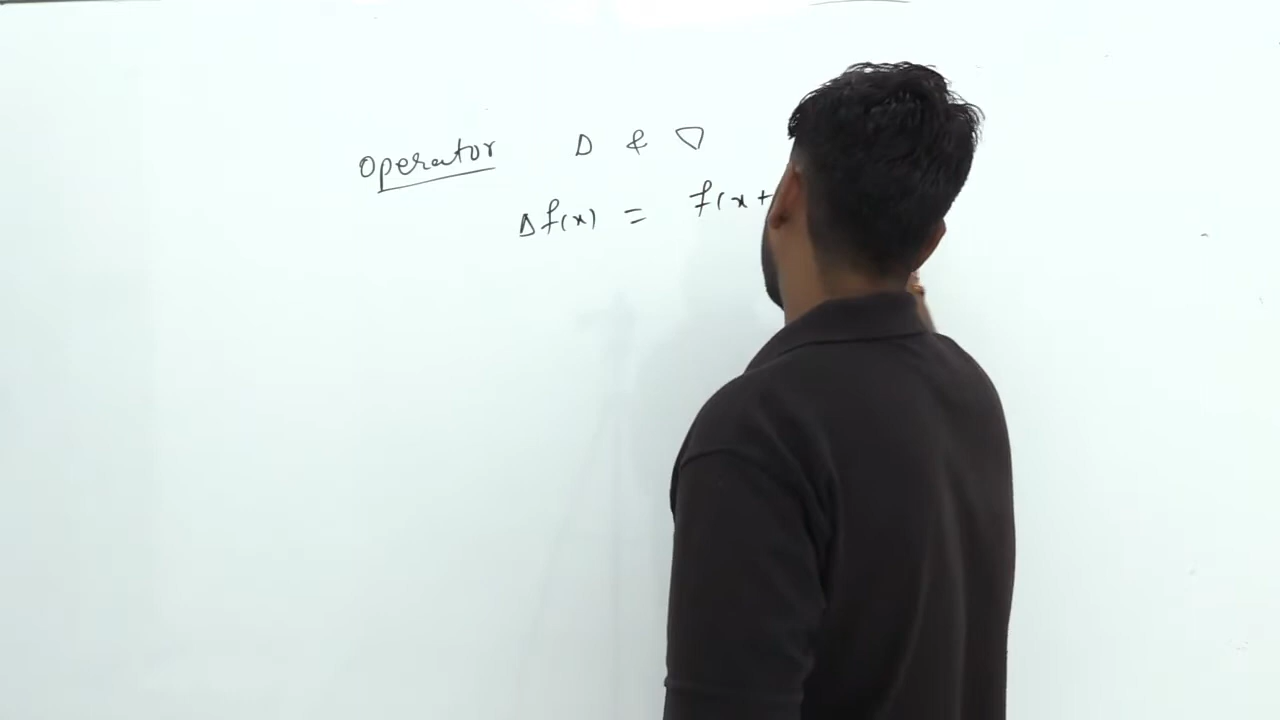 Operator Δ & ∇
Δf(x) = f(x+